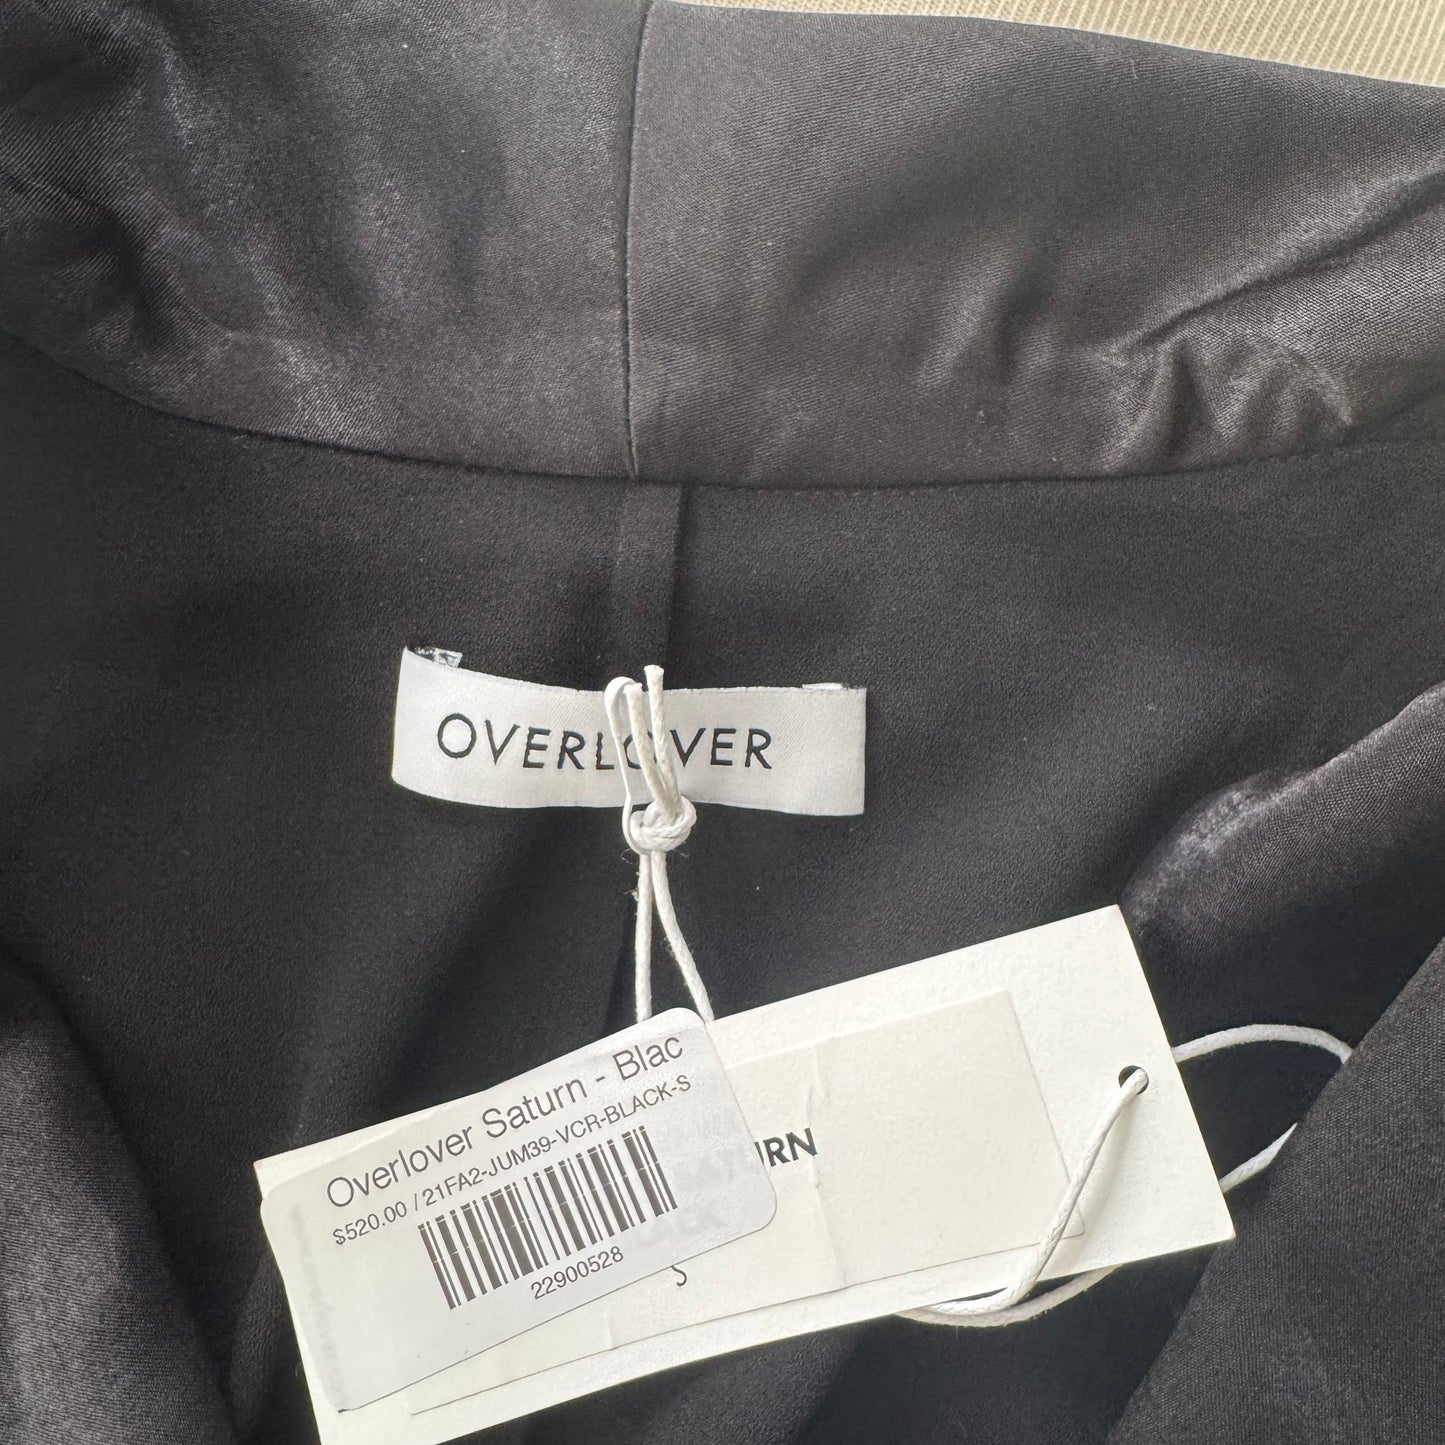 OVERLOVER
Overlover Saturn - Blac
$520.00 / 21FA2-JUM39-VCR-BLACK-S
22900528
URN
S